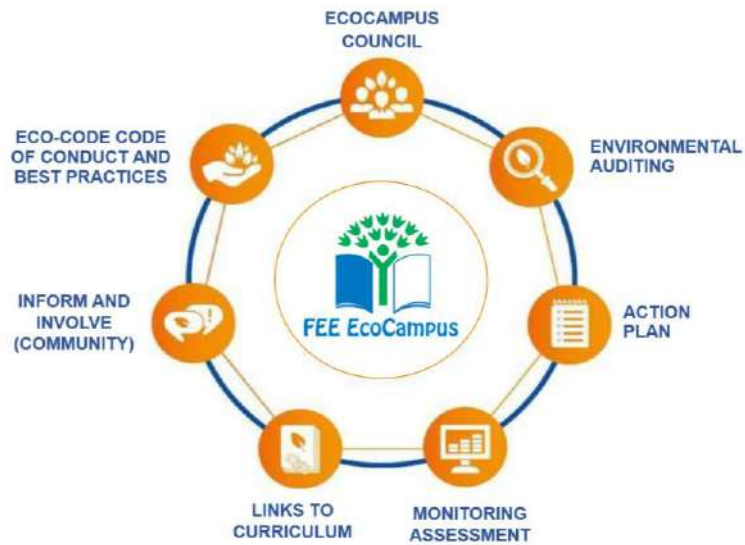 ECOCAMPUS
COUNCIL
ENVIRONMENTAL
AUDITING
ACTION
PLAN
MONITORING
ASSESSMENT
LINKS TO
CURRICULUM
INFORM AND
INVOLVE
(COMMUNITY)
ECO-CODE CODE
OF CONDUCT AND
BEST PRACTICES
FEE EcoCampus